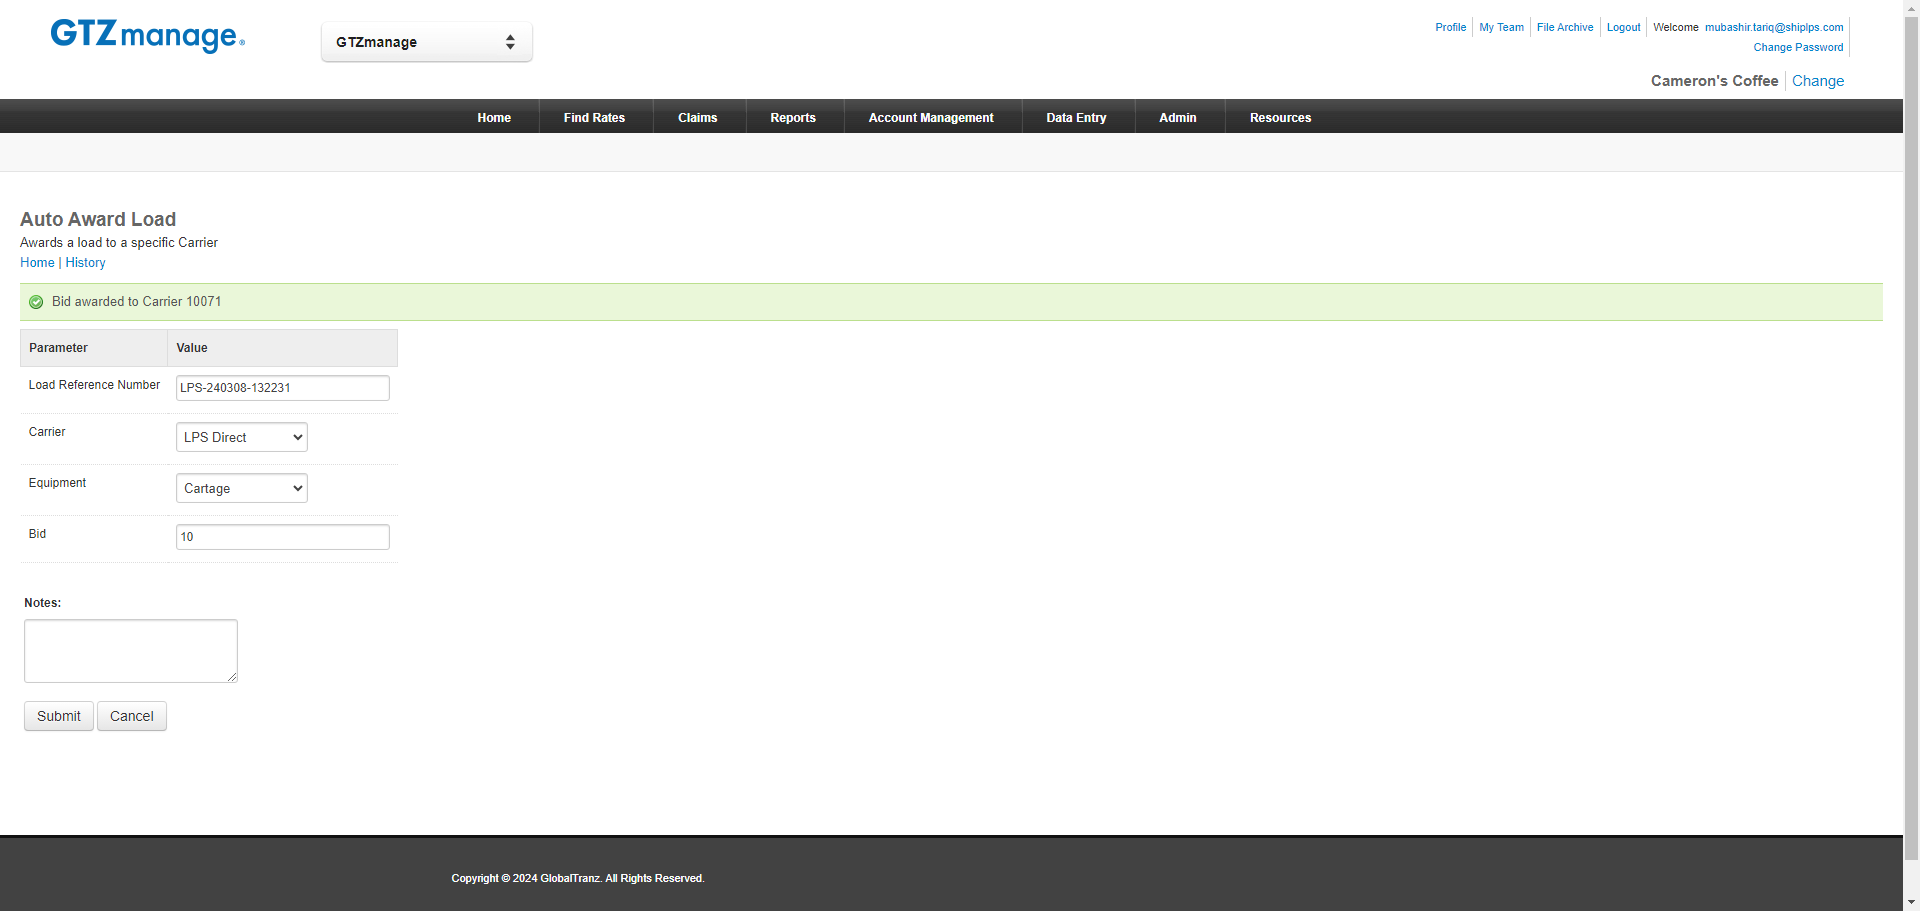 GTZmanage®
GTZmanage
Profile My Team File Archive Logout Welcome mubashir.tariq@shiplps.com
Change Password
Cameron's Coffee Change
Home Find Rates Claims Reports Account Management Data Entry Admin Resources
Auto Award Load
Awards a load to a specific Carrier
Home | History
Bid awarded to Carrier 10071
Parameter Value
Load Reference Number LPS-240308-132231
Carrier LPS Direct
Equipment Cartage
Bid 10
Notes:
Submit Cancel
Copyright © 2024 GlobalTranz. All Rights Reserved.